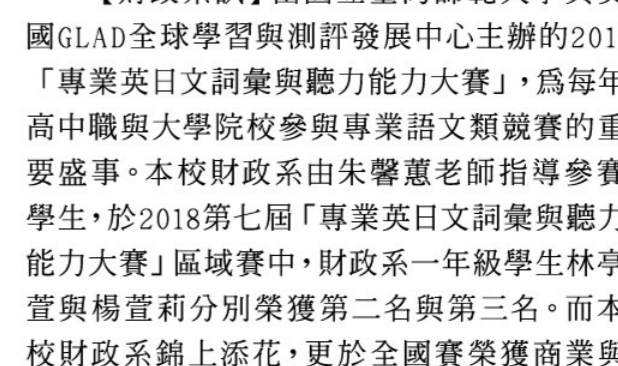 國GLAD全球學習與測評發展中心主辦的201
「專業英日文詞彙與聽力能力大賽」，為每年
高中職與大學院校參與專業語文類競賽的重
要盛事。本校財政系由朱馨蕙老師指導參賽
學生，於2018第七屆「專業英日文詞彙與聽力
能力大賽」區域賽中，財政系一年級學生林亭
萱與楊萱莉分別榮獲第二名與第三名。而本
校財政系錦上添花，更於全國賽榮獲商業與